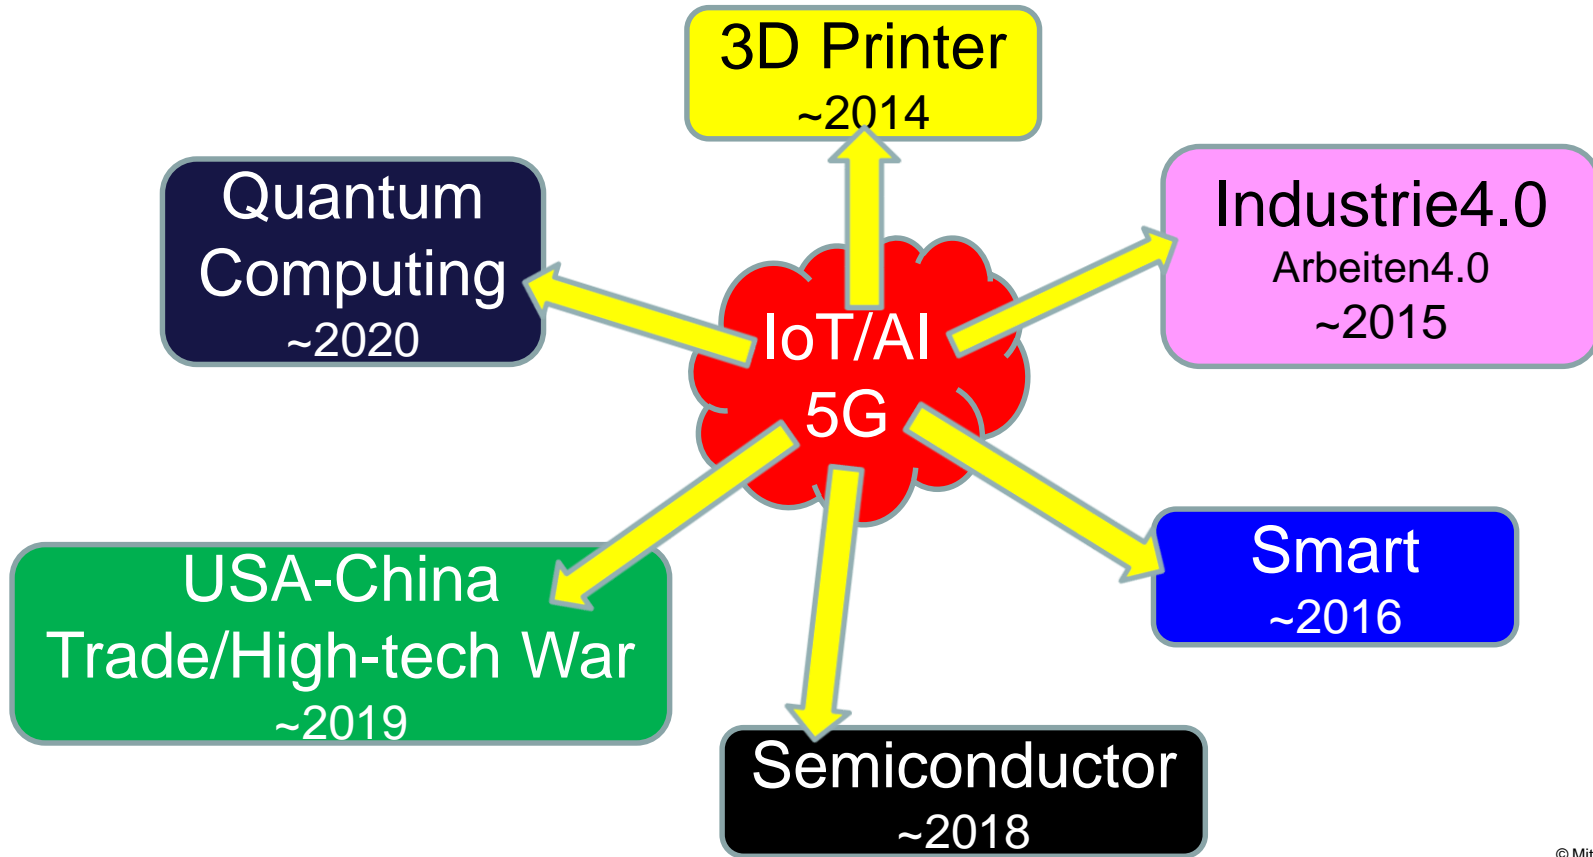 3D Printer
~2014
Quantum
Computing
~2020
Industrie4.0
Arbeiten4.0
~2015
IoT/AI
5G
USA-China
Trade/High-tech War
~2019
Smart
~2016
Semiconductor
~2018
© Mit